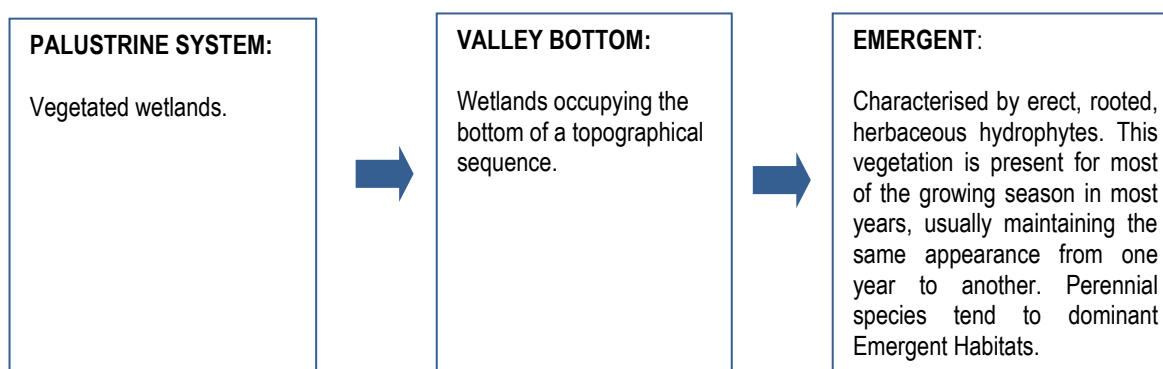 PALUSTRINE SYSTEM:
Vegetated wetlands.
VALLEY BOTTOM:
Wetlands occupying the
bottom of a topographical
sequence.
EMERGENT:
Characterised by erect, rooted,
herbaceous hydrophytes. This
vegetation is present for most
of the growing season in most
years, usually maintaining the
same appearance from one
year to another. Perennial
species tend to dominant
Emergent Habitats.